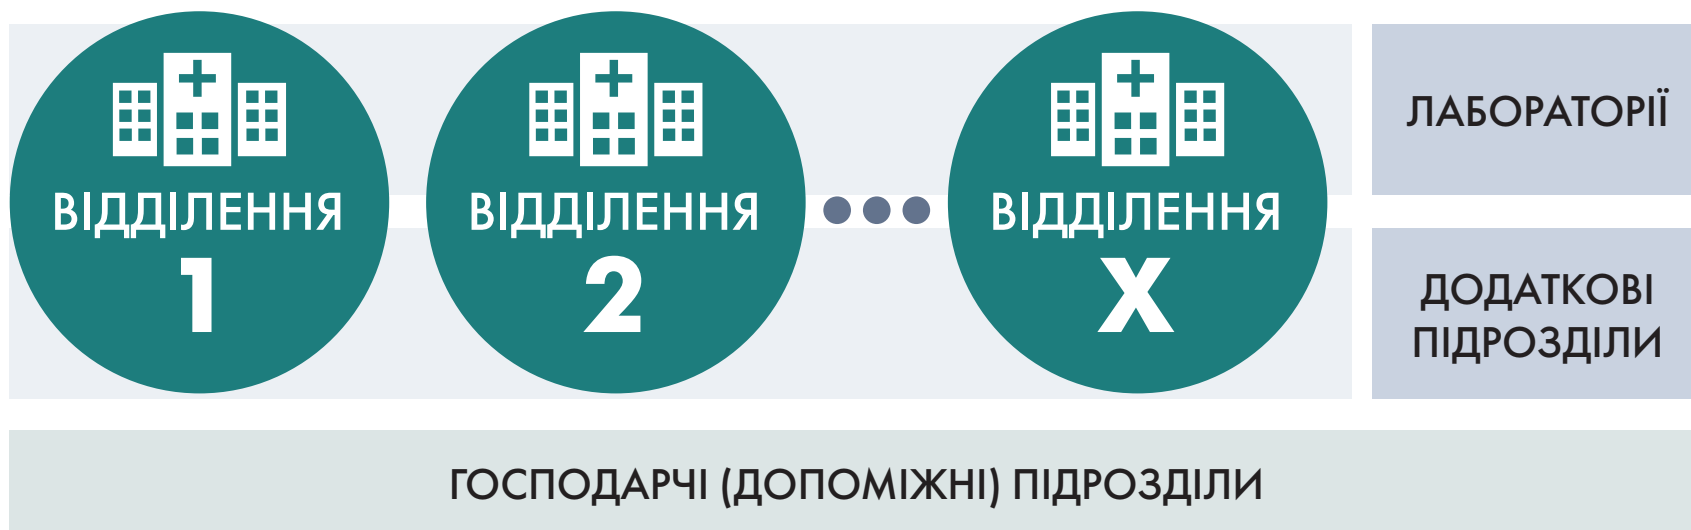 ВІДДІЛЕННЯ
1
ВІДДІЛЕННЯ
2
ВІДДІЛЕННЯ
X
ЛАБОРАТОРІЇ
ДОДАТКОВІ
ПІДРОЗДІЛИ
ГОСПОДАРЧІ (ДОПОМІЖНІ) ПІДРОЗДІЛИ